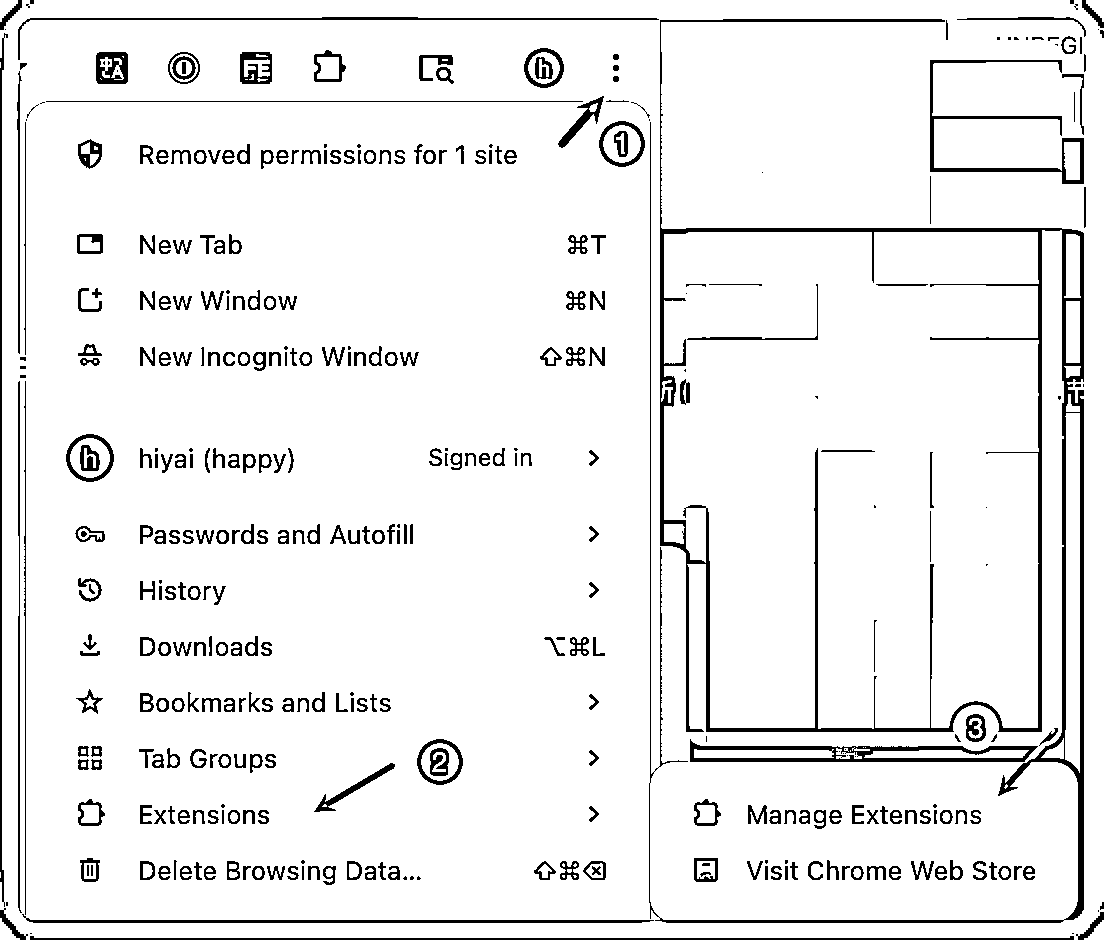 h
1
Removed permissions for 1 site
New Tab ⌘T
New Window ⌘N
New Incognito Window ⇧⌘N
h hiyai (happy) Signed in >
Passwords and Autofill >
History >
Downloads ⌥⌘L
Bookmarks and Lists >
Tab Groups >
2
Extensions >
Delete Browsing Data... ⇧⌘⌫
3
Manage Extensions
Visit Chrome Web Store